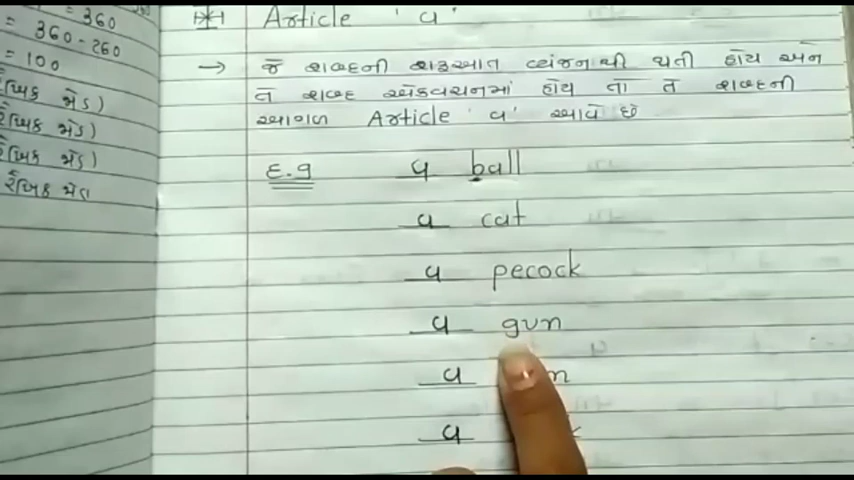 = 360
= 360 - 260
= 100
Article 'a'
→ જે શબ્દની શરૂઆત વ્યંજનથી થતી હોય અને
તે શબ્દ એકવચનમાં હોય તો તે શબ્દની
આગળ Article 'a' આવે છે
E.g a ball
a cat
a pecock
a gun
a
a